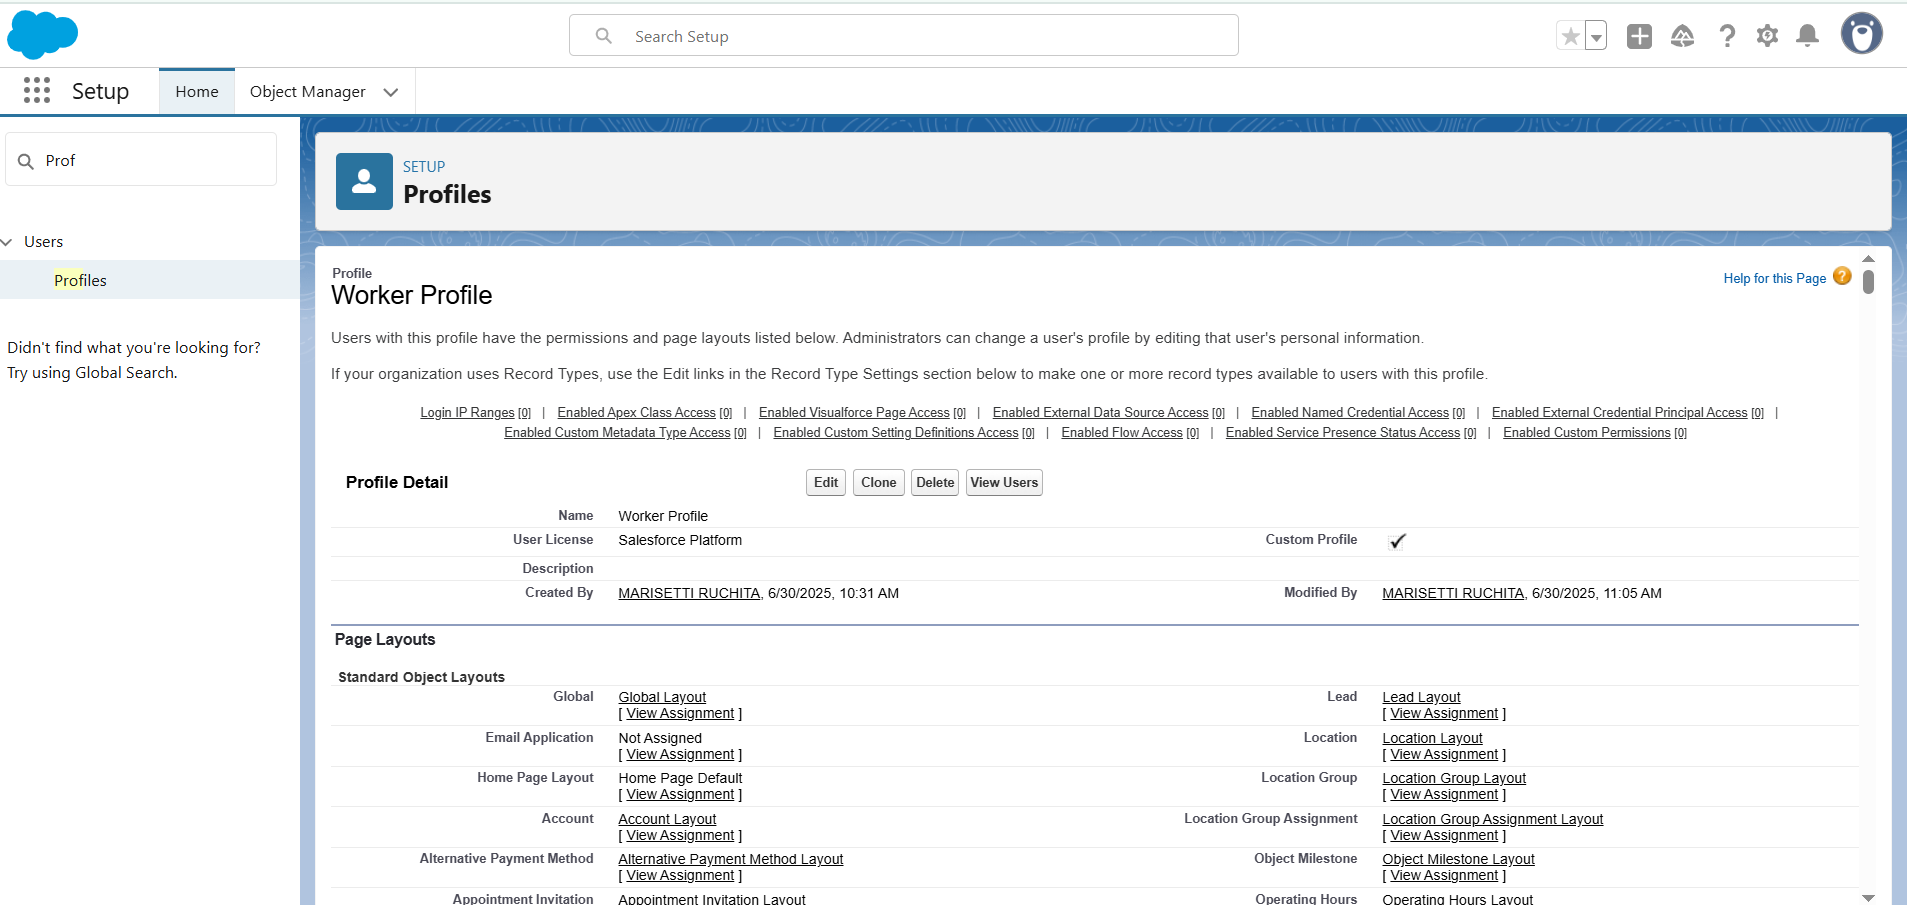 Search Setup
Setup
Home
Object Manager
Prof
Users
Profiles
Didn't find what you're looking for?
Try using Global Search.
SETUP
Profiles
Profile
Worker Profile
Help for this Page ?
Users with this profile have the permissions and page layouts listed below. Administrators can change a user's profile by editing that user's personal information.
If your organization uses Record Types, use the Edit links in the Record Type Settings section below to make one or more record types available to users with this profile.
Login IP Ranges [0] | Enabled Apex Class Access [0] | Enabled Visualforce Page Access [0] | Enabled External Data Source Access [0] | Enabled Named Credential Access [0] | Enabled External Credential Principal Access [0] |
Enabled Custom Metadata Type Access [0] | Enabled Custom Setting Definitions Access [0] | Enabled Flow Access [0] | Enabled Service Presence Status Access [0] | Enabled Custom Permissions [0]
Profile Detail
Edit Clone Delete View Users
Name Worker Profile
User License Salesforce Platform Custom Profile ✓
Description
Created By MARISETTI RUCHITA, 6/30/2025, 10:31 AM Modified By MARISETTI RUCHITA, 6/30/2025, 11:05 AM
Page Layouts
Standard Object Layouts
Global Global Layout Lead Lead Layout
[ View Assignment ] [ View Assignment ]
Email Application Not Assigned Location Location Layout
[ View Assignment ] [ View Assignment ]
Home Page Layout Home Page Default Location Group Location Group Layout
[ View Assignment ] [ View Assignment ]
Account Account Layout Location Group Assignment Location Group Assignment Layout
[ View Assignment ] [ View Assignment ]
Alternative Payment Method Alternative Payment Method Layout Object Milestone Object Milestone Layout
[ View Assignment ] [ View Assignment ]
Appointment Invitation Appointment Invitation Layout Operating Hours Operating Hours Layout